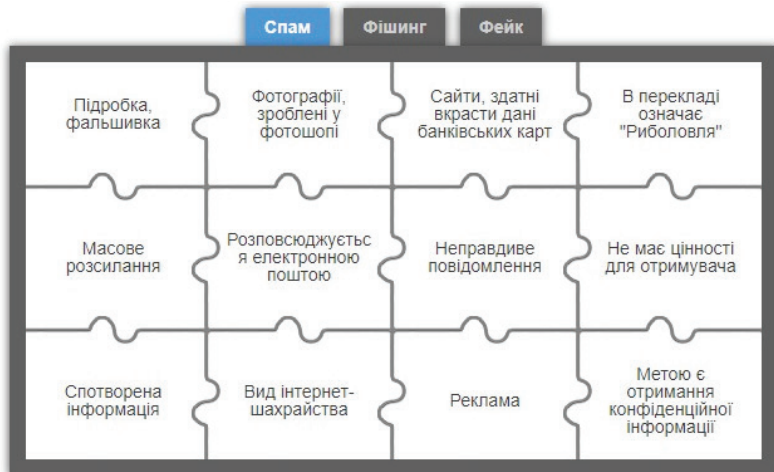 Спам Фішинг Фейк
Підробка,
фальшивка
Фотографії,
зроблені у
фотошопі
Сайти, здатні
вкрасти дані
банківських карт
В перекладі
означає
"Риболовля"
Масове
розсилання
Розповсюджуєтьс
я електронною
поштою
Неправдиве
повідомлення
Не має цінності
для отримувача
Спотворена
інформація
Вид інтернет-
шахрайства
Реклама
Метою є
отримання
конфіденційної
інформації